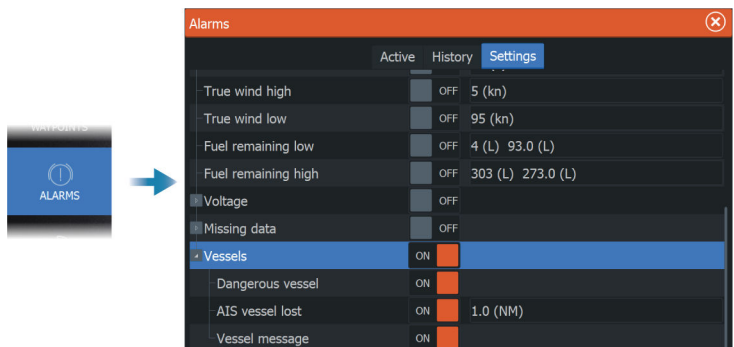 Alarms
Active History Settings
True wind high OFF 5 (kn)
True wind low OFF 95 (kn)
Fuel remaining low OFF 4 (L) 93.0 (L)
Fuel remaining high OFF 303 (L) 273.0 (L)
Voltage OFF
Missing data OFF
Vessels ON
Dangerous vessel ON
AIS vessel lost ON 1.0 (NM)
Vessel message ON
WAYPOINTS
ALARMS